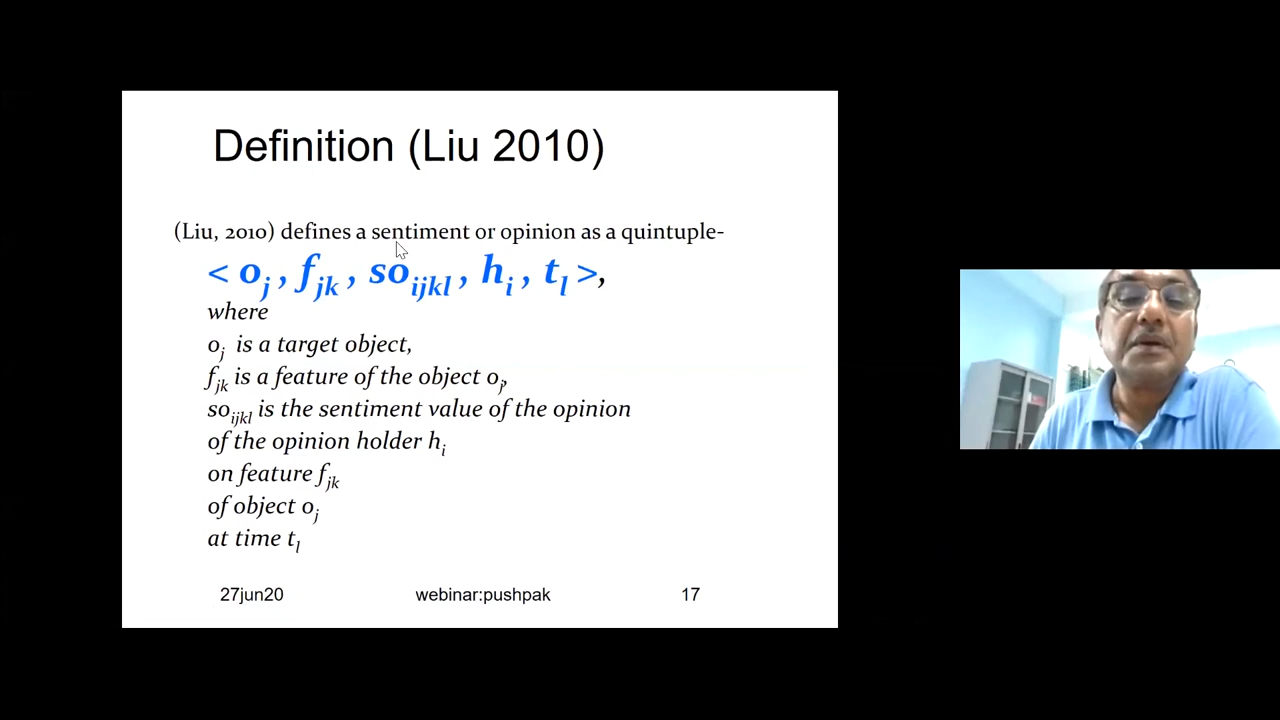 Definition (Liu 2010)
(Liu, 2010) defines a sentiment or opinion as a quintuple-
< oj , fjk , soijkl , hi , tl >,
where
oj is a target object,
fjk is a feature of the object oj,
soijkl is the sentiment value of the opinion
of the opinion holder hi
on feature fjk
of object oj
at time tl
27jun20 webinar:pushpak 17